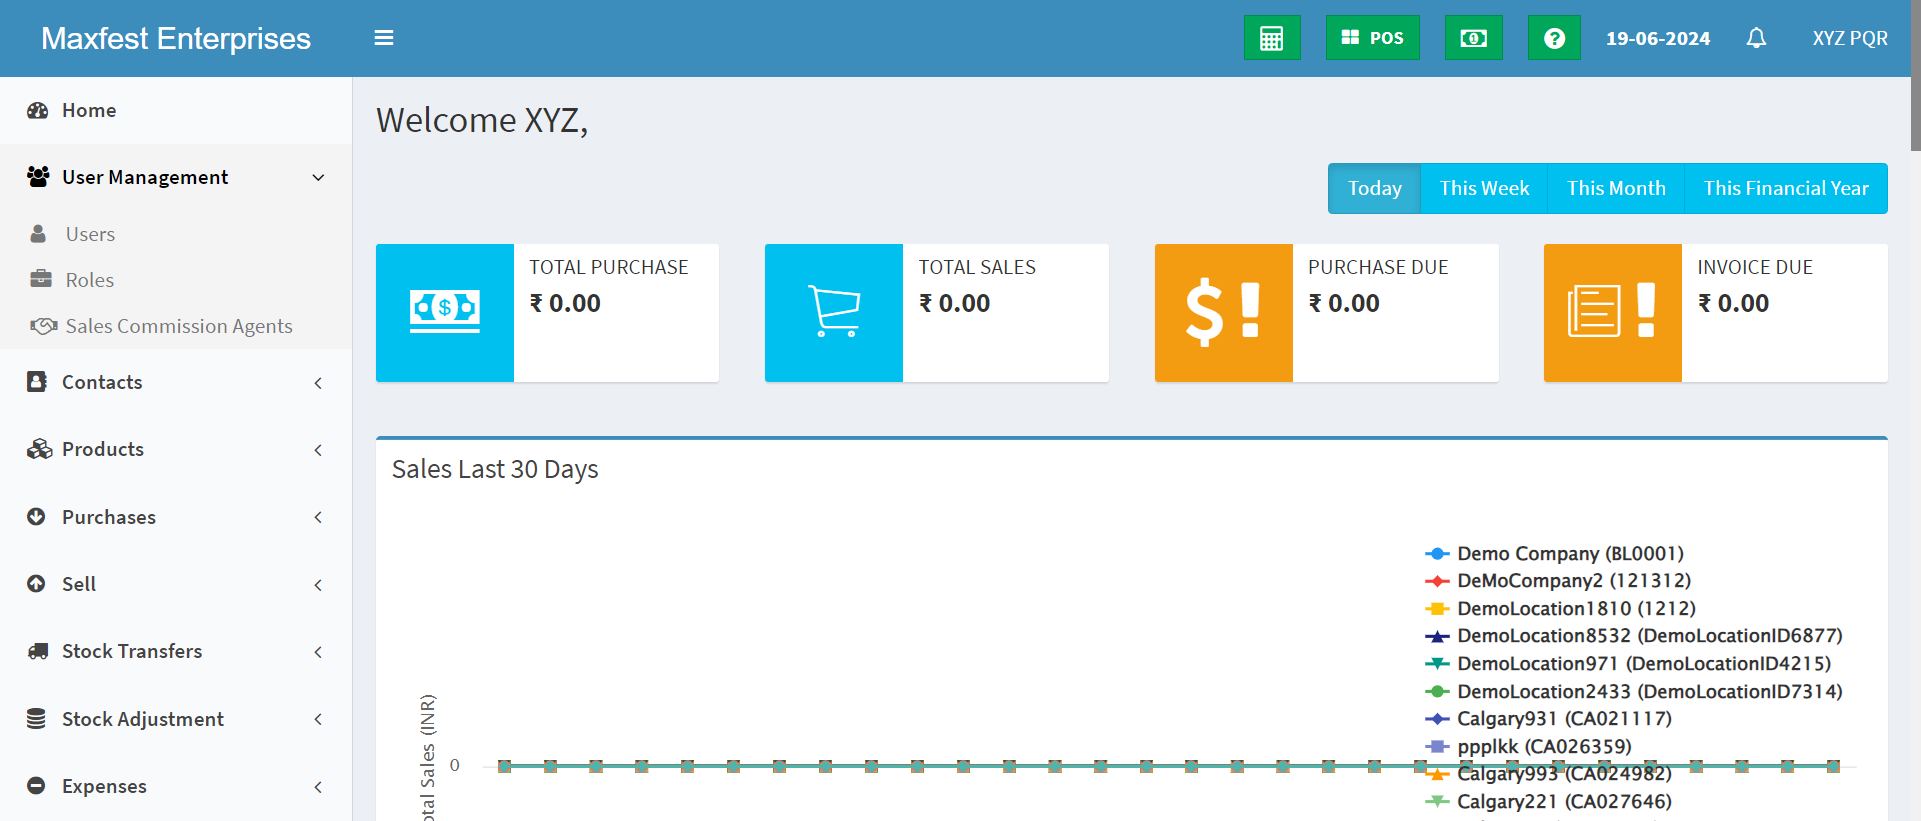 Maxfest Enterprises
POS
19-06-2024
XYZ PQR
Home
User Management
Users
Roles
Sales Commission Agents
Contacts
Products
Purchases
Sell
Stock Transfers
Stock Adjustment
Expenses
Welcome XYZ,
Today This Week This Month This Financial Year
TOTAL PURCHASE
₹ 0.00
TOTAL SALES
₹ 0.00
PURCHASE DUE
₹ 0.00
INVOICE DUE
₹ 0.00
Sales Last 30 Days
Demo Company (BL0001)
DeMoCompany2 (121312)
DemoLocation1810 (1212)
DemoLocation8532 (DemoLocationID6877)
DemoLocation971 (DemoLocationID4215)
DemoLocation2433 (DemoLocationID7314)
Calgary931 (CA021117)
ppplkk (CA026359)
Calgary993 (CA024982)
Calgary221 (CA027646)
Sales (INR)
0